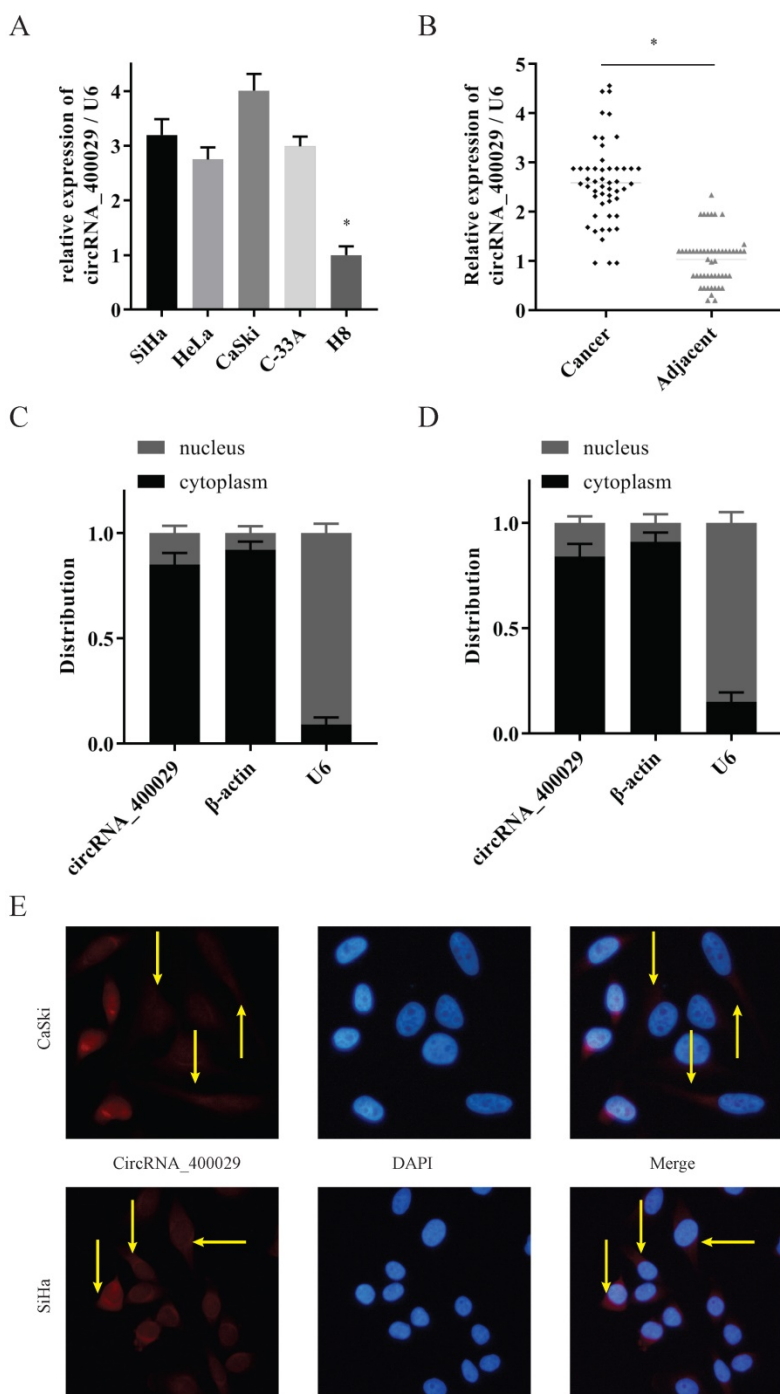 A
relative expression of
circRNA_400029 / U6
4
3
2
1
0
*
SiHa
HeLa
CaSki
C-33A
H8
B
*
Relative expression of
circRNA_400029 / U6
5
4
3
2
1
0
Cancer
Adjacent
C
nucleus
cytoplasm
Distribution
1.0
0.5
0.0
circRNA_400029
β-actin
U6
D
nucleus
cytoplasm
Distribution
1.0
0.5
0.0
circRNA_400029
β-actin
U6
E
CaSki
CircRNA_400029
DAPI
Merge
SiHa